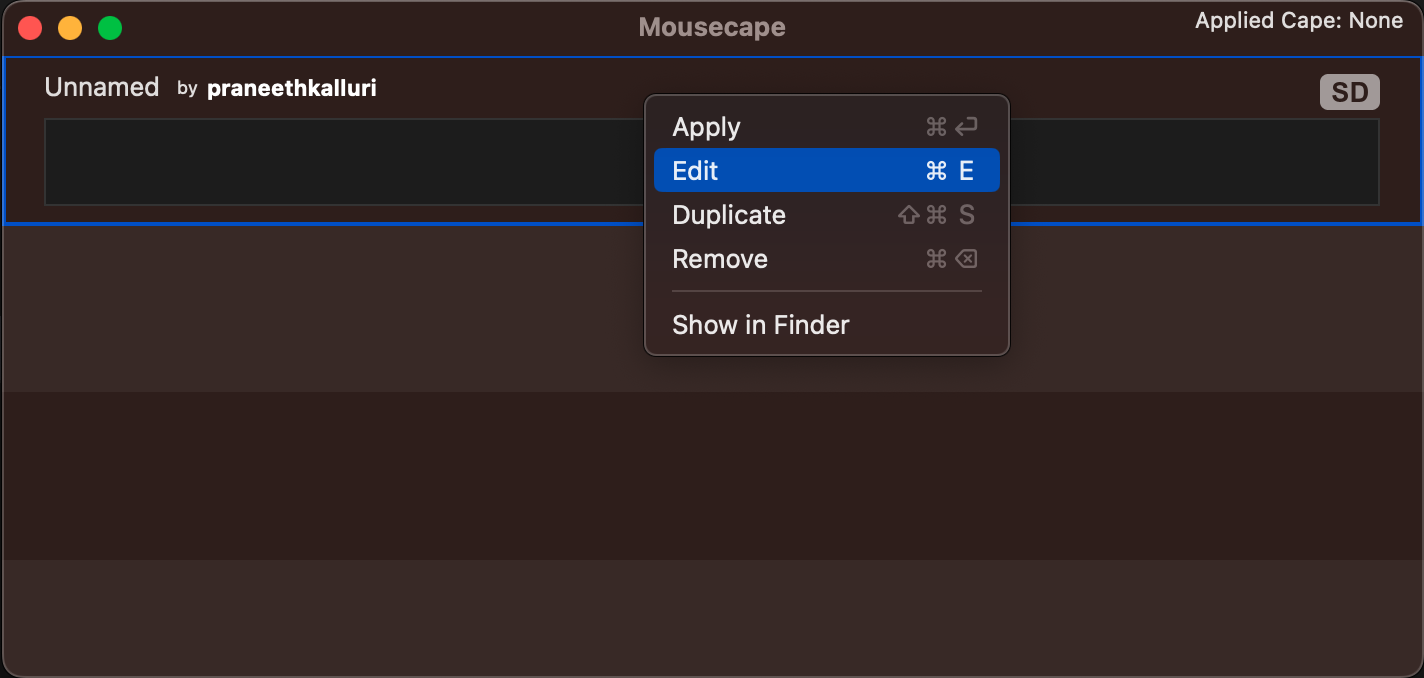 Mousecape
Applied Cape: None
Unnamed by praneethkalluri
SD
Apply ⌘ ↩
Edit ⌘ E
Duplicate ⇧⌘ S
Remove ⌘ ⌫
Show in Finder